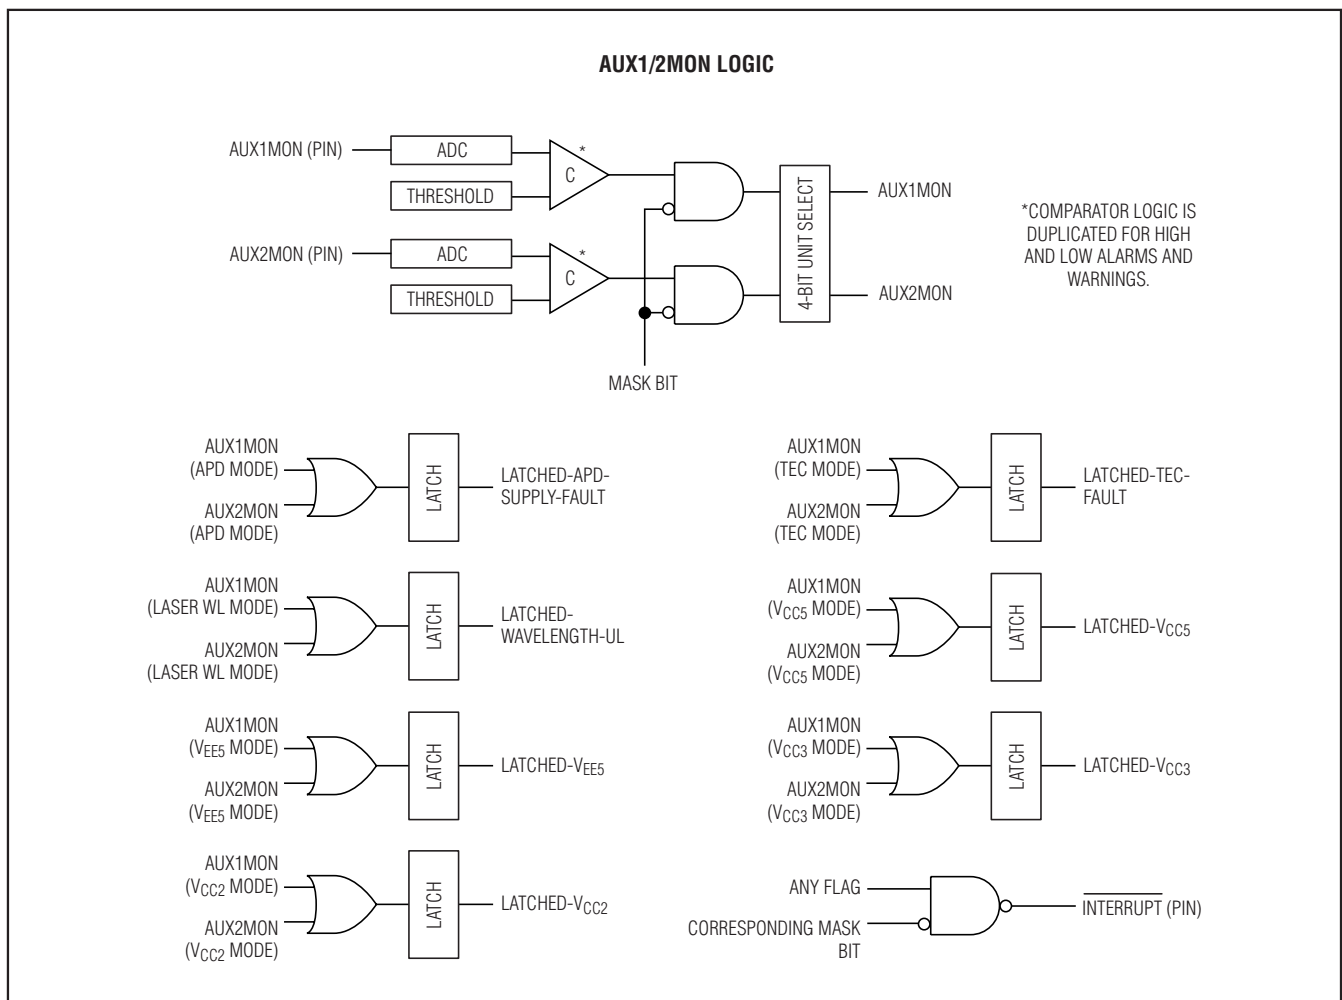 AUX1/2MON LOGIC
AUX1MON (PIN)
ADC
THRESHOLD
*
C
AUX2MON (PIN)
ADC
THRESHOLD
*
C
4-BIT UNIT SELECT
AUX1MON
AUX2MON
MASK BIT
*COMPARATOR LOGIC IS
DUPLICATED FOR HIGH
AND LOW ALARMS AND
WARNINGS.
AUX1MON
(APD MODE)
AUX2MON
(APD MODE)
LATCH
LATCHED-APD-
SUPPLY-FAULT
AUX1MON
(TEC MODE)
AUX2MON
(TEC MODE)
LATCH
LATCHED-TEC-
FAULT
AUX1MON
(LASER WL MODE)
AUX2MON
(LASER WL MODE)
LATCH
LATCHED-
WAVELENGTH-UL
AUX1MON
(VCC5 MODE)
AUX2MON
(VCC5 MODE)
LATCH
LATCHED-VCC5
AUX1MON
(VEE5 MODE)
AUX2MON
(VEE5 MODE)
LATCH
LATCHED-VEE5
AUX1MON
(VCC3 MODE)
AUX2MON
(VCC3 MODE)
LATCH
LATCHED-VCC3
AUX1MON
(VCC2 MODE)
AUX2MON
(VCC2 MODE)
LATCH
LATCHED-VCC2
ANY FLAG
CORRESPONDING MASK
BIT
INTERRUPT (PIN)